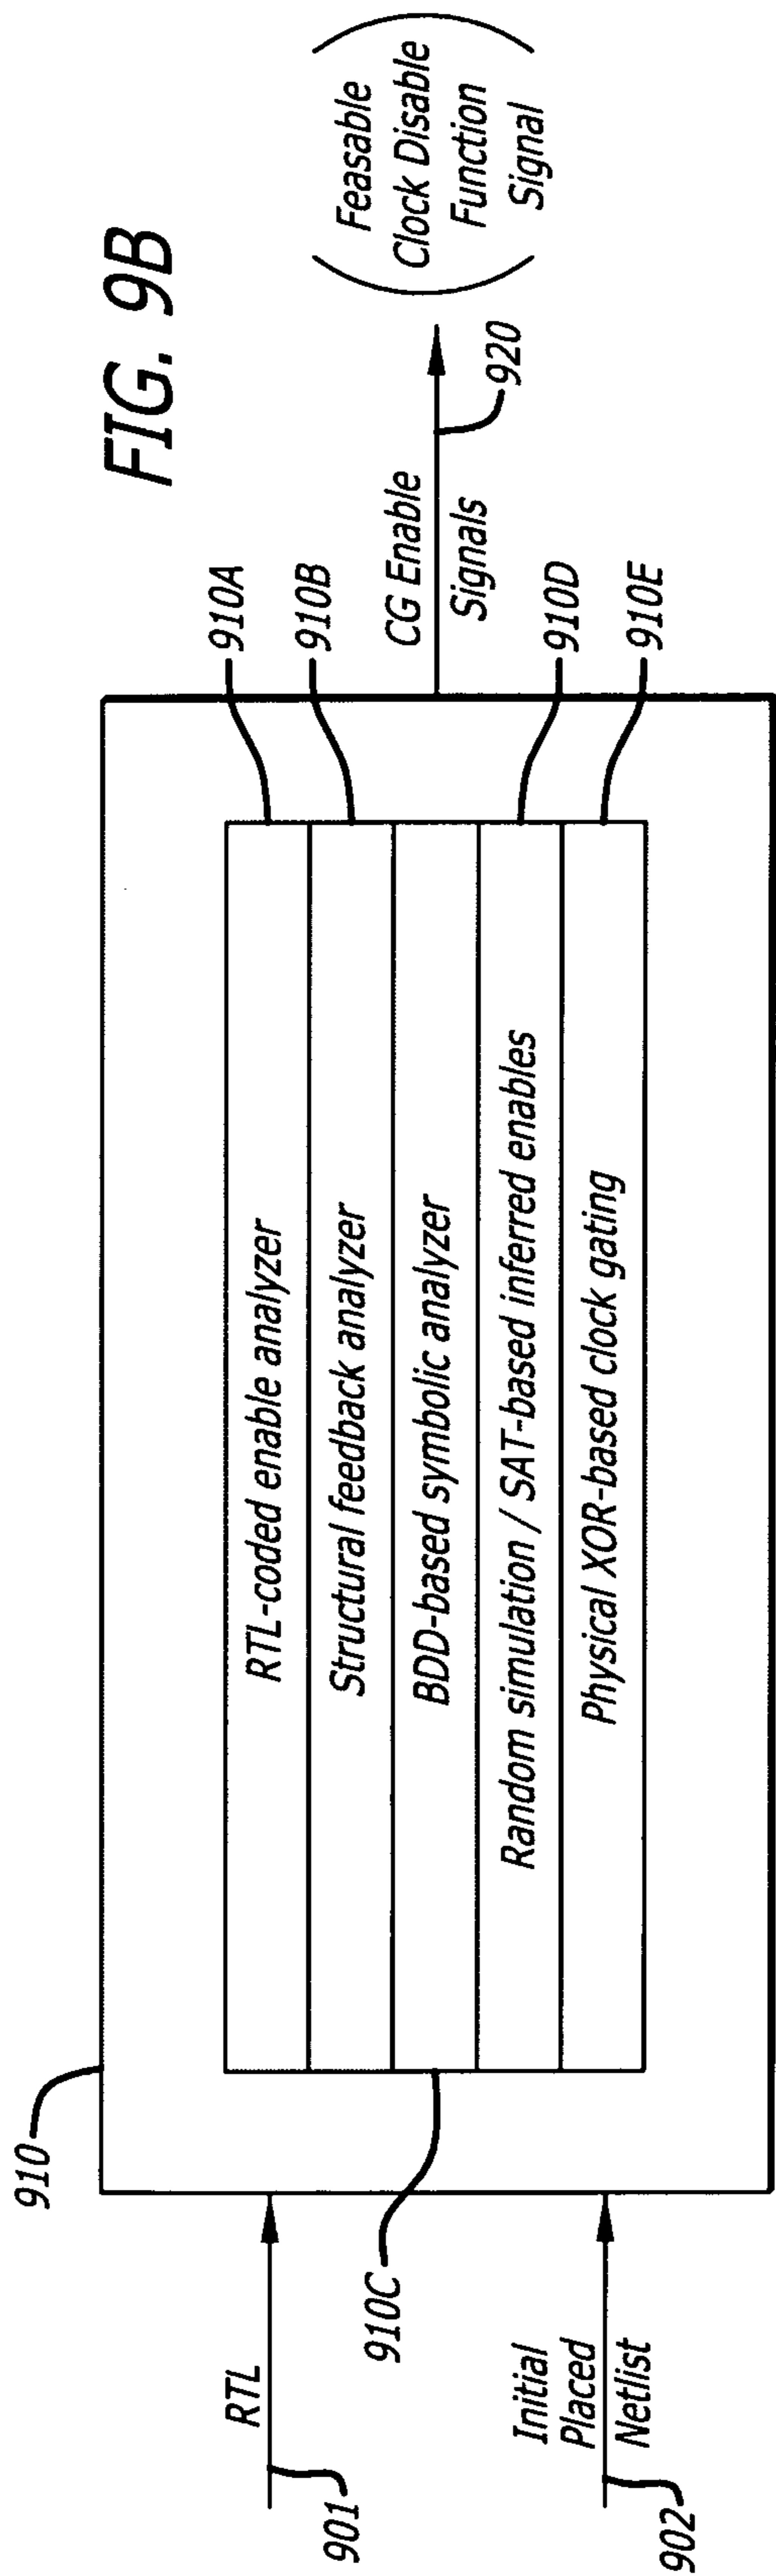 FIG. 9B
910
RTL
901
Initial
Placed
Netlist
902
910C
RTL-coded enable analyzer
Structural feedback analyzer
BDD-based symbolic analyzer
Random simulation / SAT-based inferred enables
Physical XOR-based clock gating
910A
910B
CG Enable
Signals
910D
910E
920
Feasable
Clock Disable
Function
Signal